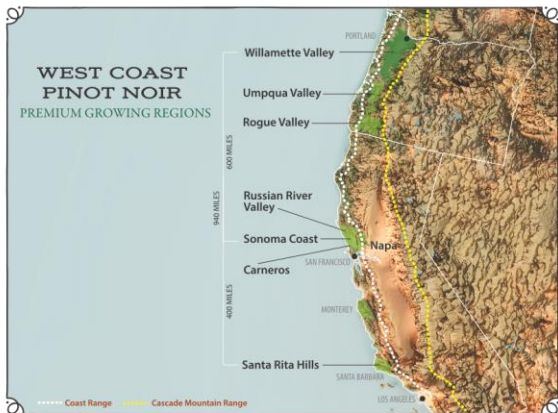 WEST COAST
PINOT NOIR
PREMIUM GROWING REGIONS
PORTLAND
Willamette Valley
Umpqua Valley
Rogue Valley
600 MILES
940 MILES
Russian River
Valley
Sonoma Coast
Napa
SAN FRANCISCO
Carneros
400 MILES
MONTEREY
Santa Rita Hills
SANTA BARBARA
LOS ANGELES
Coast Range
Cascade Mountain Range